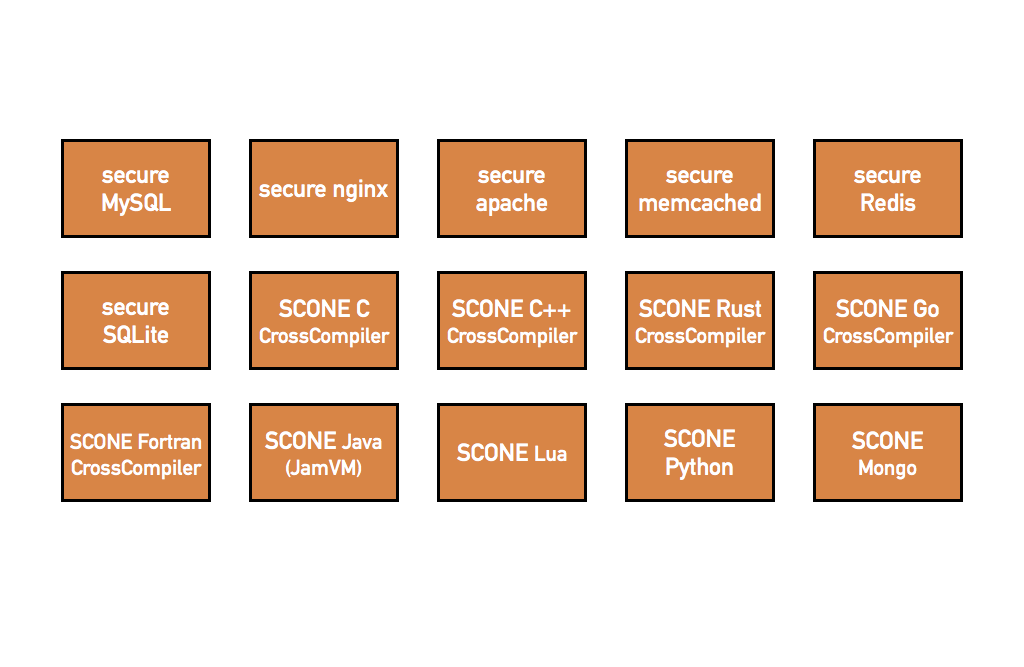 secure
MySQL
secure nginx
secure
apache
secure
memcached
secure
Redis
secure
SQLite
SCONE C
CrossCompiler
SCONE C++
CrossCompiler
SCONE Rust
CrossCompiler
SCONE Go
CrossCompiler
SCONE Fortran
CrossCompiler
SCONE Java
(JamVM)
SCONE Lua
SCONE
Python
SCONE
Mongo